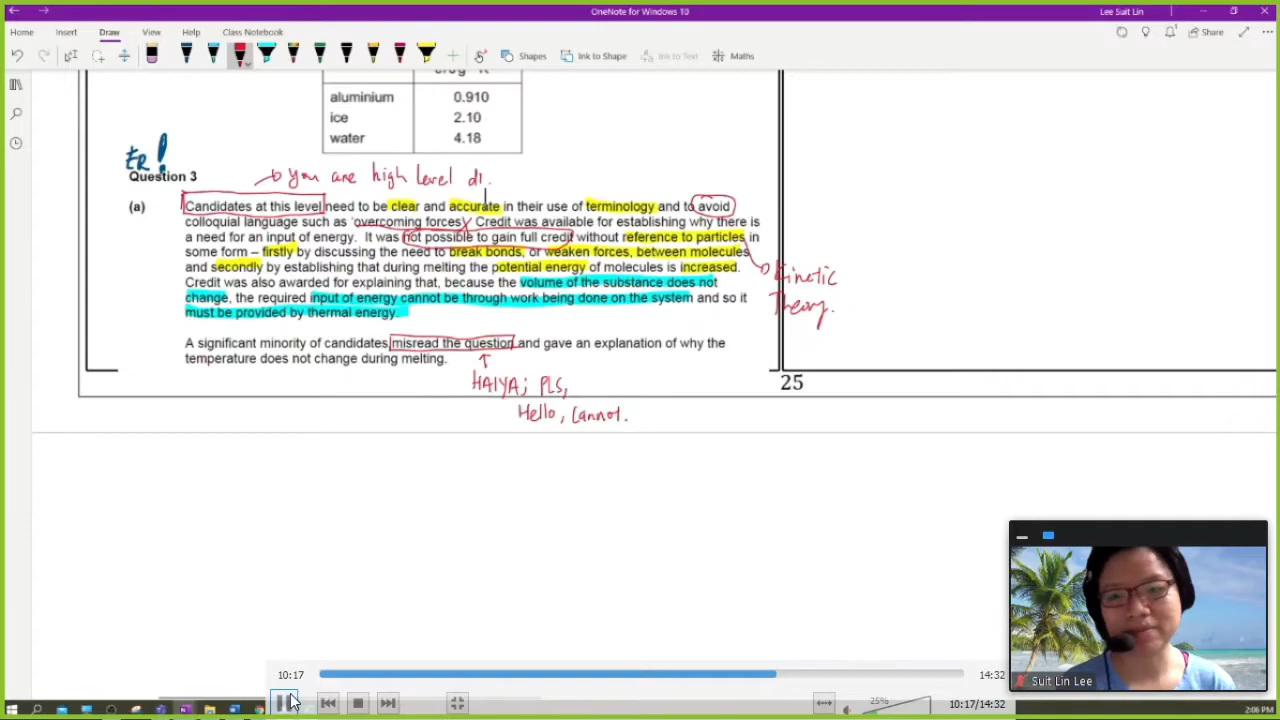 OneNote for Windows 10
Lee Suit Lin
Home Insert Draw View Help Class Notebook
Share
Shapes Ink to Shape Ink to Text Maths
aluminium 0.910
ice 2.10
water 4.18
ER!
Question 3
you are high level
(a) Candidates at this level need to be clear and accurate in their use of terminology and to avoid
colloquial language such as 'overcoming forces'. Credit was available for establishing why there is
a need for an input of energy. It was not possible to gain full credit without reference to particles in
some form – firstly by discussing the need to break bonds, or weaken forces, between molecules
and secondly by establishing that during melting the potential energy of molecules is increased.
Credit was also awarded for explaining that, because the volume of the substance does not
change, the required input of energy cannot be through work being done on the system and so it
must be provided by thermal energy.
Kinetic
Theory.
A significant minority of candidates misread the question and gave an explanation of why the
temperature does not change during melting.
HAIYA; PLS,
Hello, Cannot.
25
Suit Lin Lee
10:17 14:32
25% 10:17/14:32
2:06 PM